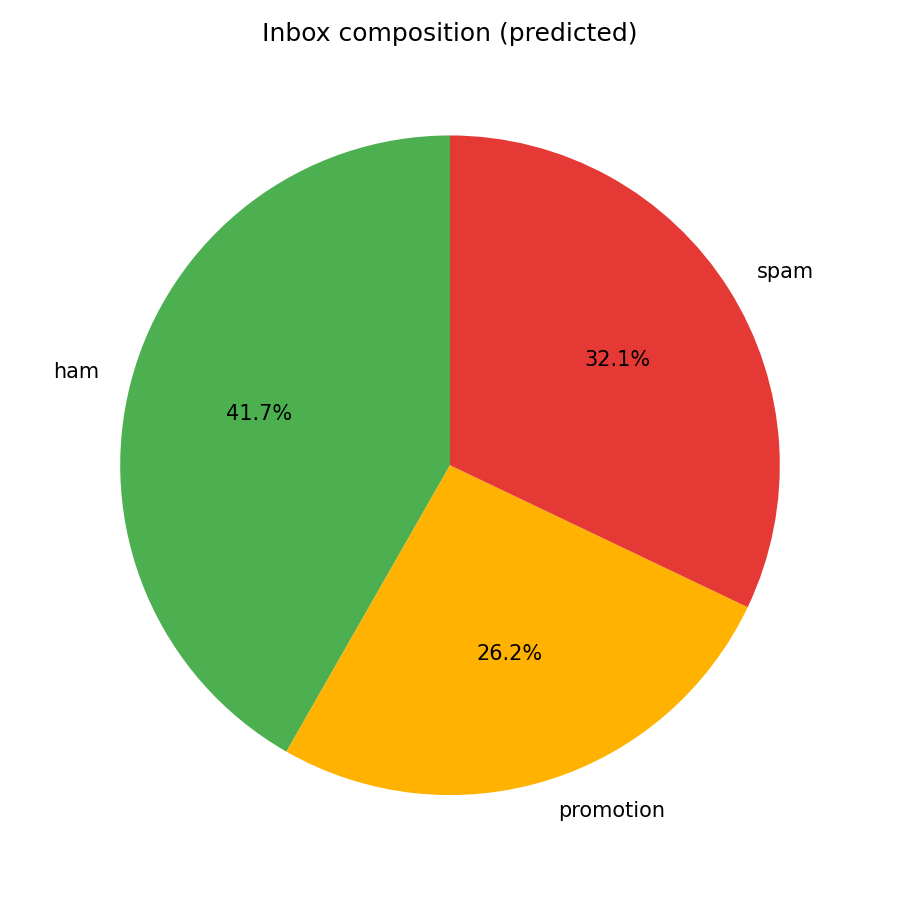 Inbox composition (predicted)
spam
32.1%
ham
41.7%
26.2%
promotion